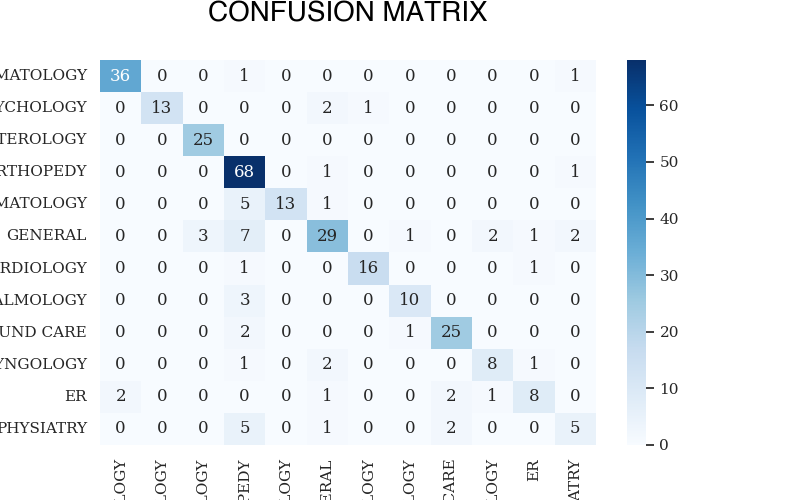 CONFUSION MATRIX
MATOLOGY 36 0 0 1 0 0 0 0 0 0 0 1
YCHOLOGY 0 13 0 0 0 2 1 0 0 0 0 0
TEROLOGY 0 0 25 0 0 0 0 0 0 0 0 0
RTHOPEDY 0 0 0 68 0 1 0 0 0 0 0 1
MATOLOGY 0 0 0 5 13 1 0 0 0 0 0 0
GENERAL 0 0 3 7 0 29 0 1 0 2 1 2
RDIOLOGY 0 0 0 1 0 0 16 0 0 0 1 0
ALMOLOGY 0 0 0 3 0 0 0 10 0 0 0 0
UND CARE 0 0 0 2 0 0 0 1 25 0 0 0
YNGOLOGY 0 0 0 1 0 2 0 0 0 8 1 0
ER 2 0 0 0 0 1 0 0 2 1 8 0
PHYSIATRY 0 0 0 5 0 1 0 0 2 0 0 5
LOGY
LOGY
LOGY
PEDY
LOGY
ERAL
LOGY
LOGY
CARE
LOGY
ER
ATRY
60
50
40
30
20
10
0